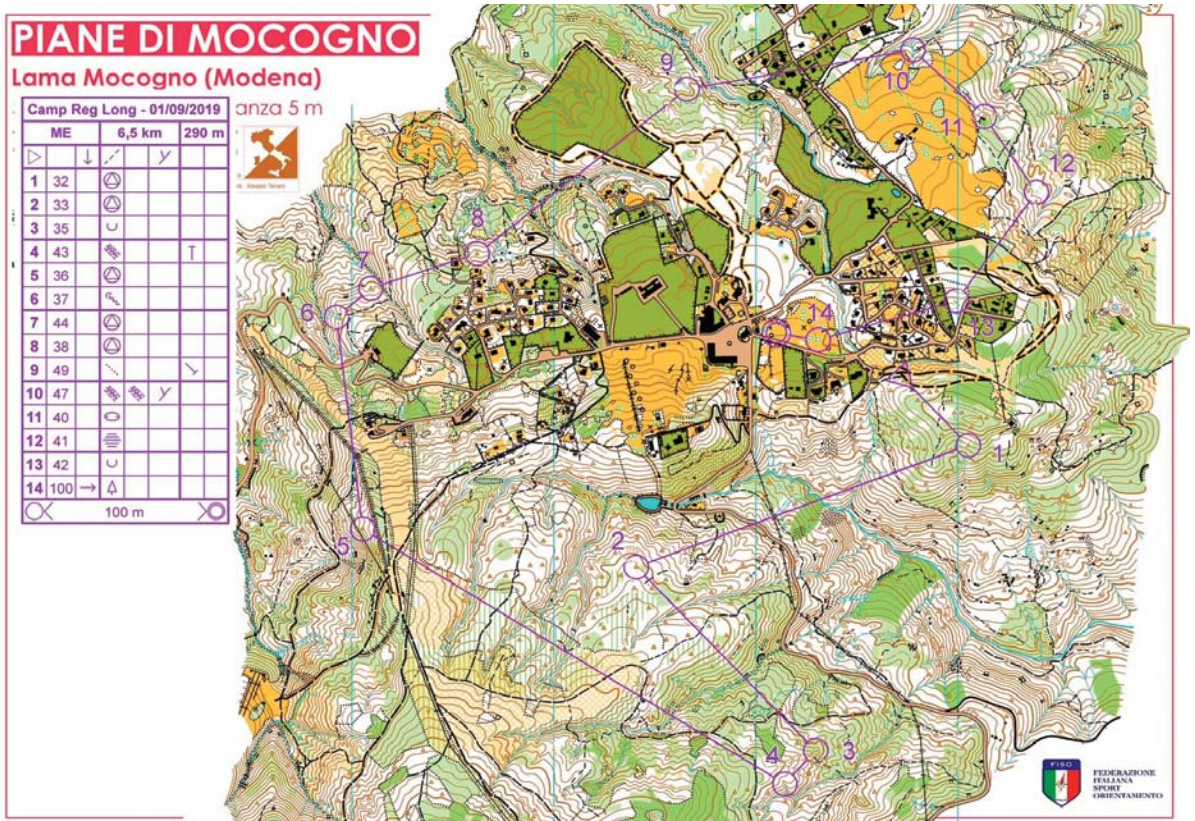 PIANE DI MOCOGNO
Lama Mocogno (Modena)
Camp Reg Long - 01/09/2019
anza 5 m
ME 6,5 km 290 m
1 32
2 33
3 35
4 43
5 36
6 37
7 44
8 38
9 49
10 47
11 40
12 41
13 42
14 100
100 m
9
10
11
12
8
7
6
14
13
1
5
2
3
4
FISO
FEDERAZIONE
ITALIANA
SPORT
ORIENTAMENTO